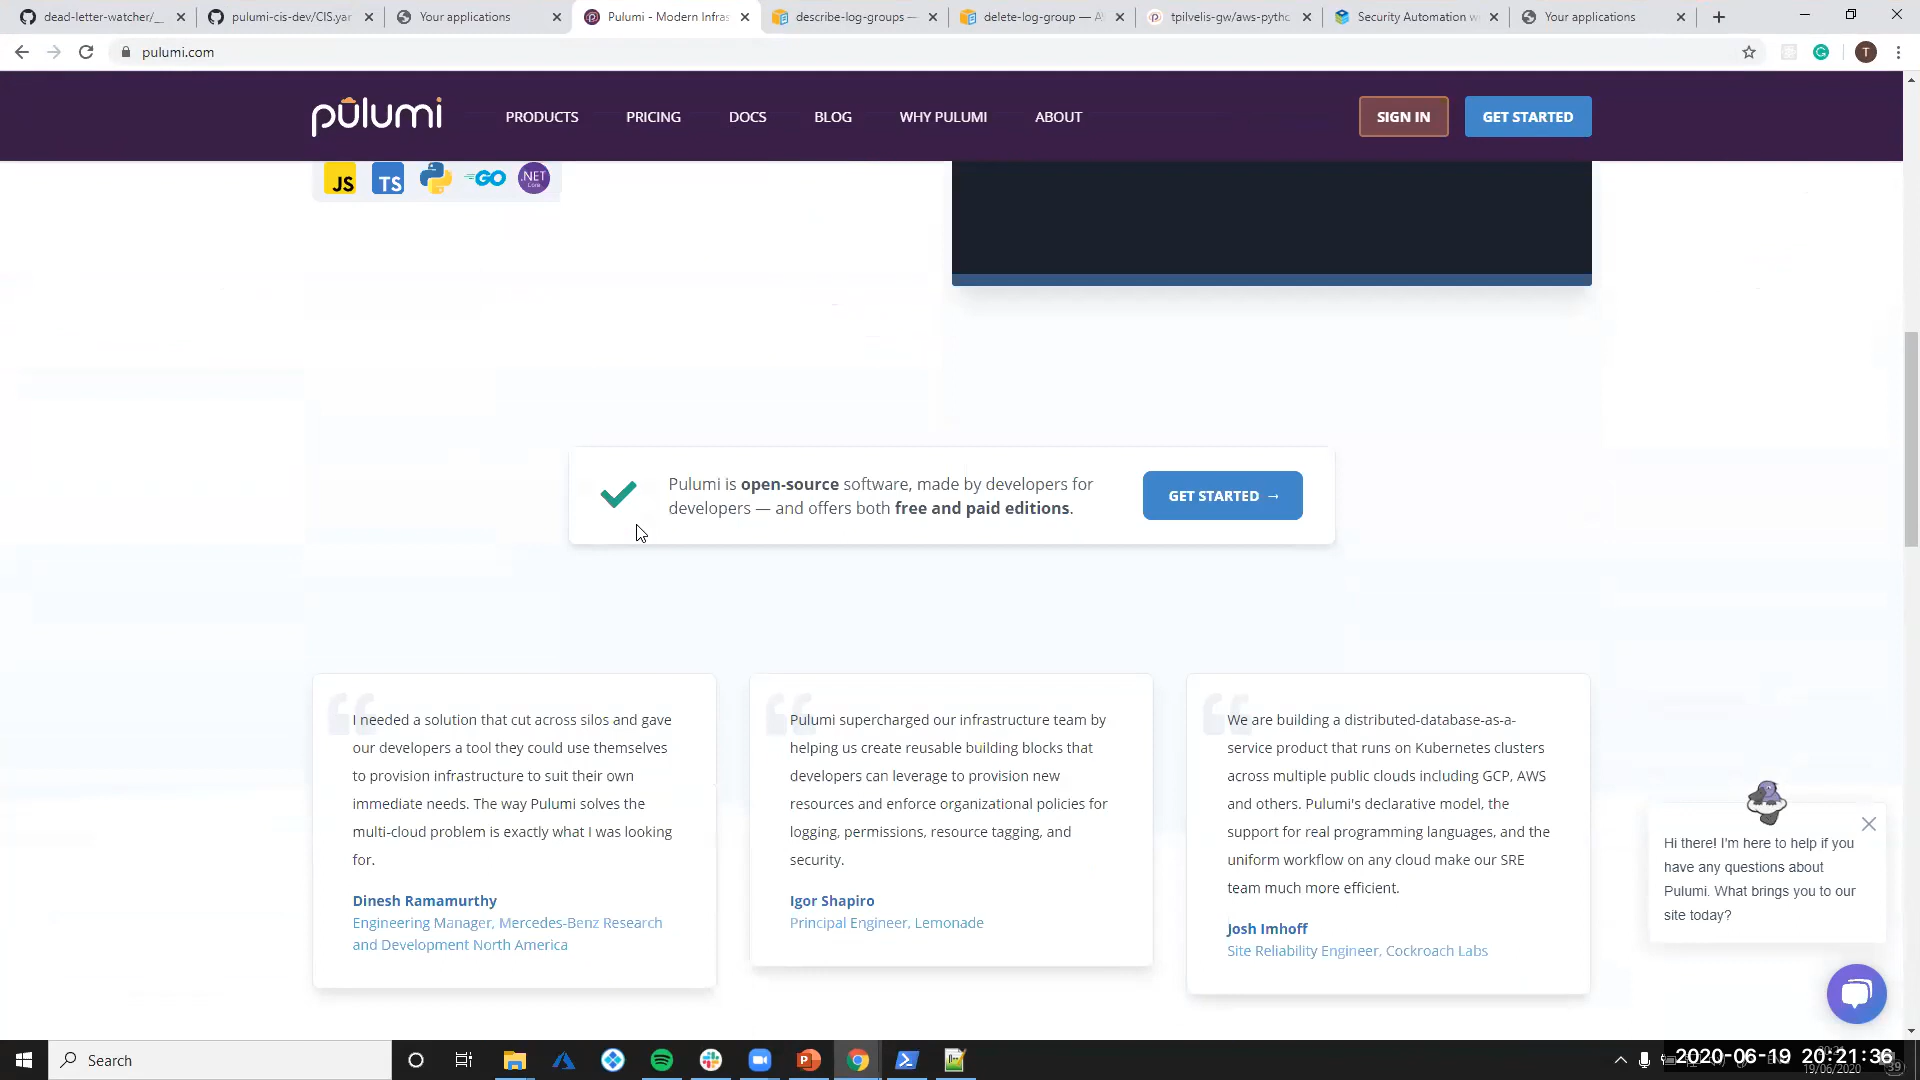 dead-letter-watcher/__
pulumi-cis-dev/CIS.yar
Your applications
Pulumi - Modern Infras
describe-log-groups —
delete-log-group — A
tpilvelis-gw/aws-pytho
Security Automation w
Your applications
pulumi.com
T
pulumi
PRODUCTS
PRICING
DOCS
BLOG
WHY PULUMI
ABOUT
SIGN IN
GET STARTED
JS
TS
GO
.NET
Core
Pulumi is open-source software, made by developers for
developers — and offers both free and paid editions.
GET STARTED →
I needed a solution that cut across silos and gave
our developers a tool they could use themselves
to provision infrastructure to suit their own
immediate needs. The way Pulumi solves the
multi-cloud problem is exactly what I was looking
for.
Dinesh Ramamurthy
Engineering Manager, Mercedes-Benz Research
and Development North America
Pulumi supercharged our infrastructure team by
helping us create reusable building blocks that
developers can leverage to provision new
resources and enforce organizational policies for
logging, permissions, resource tagging, and
security.
Igor Shapiro
Principal Engineer, Lemonade
We are building a distributed-database-as-a-
service product that runs on Kubernetes clusters
across multiple public clouds including GCP, AWS
and others. Pulumi's declarative model, the
support for real programming languages, and the
uniform workflow on any cloud make our SRE
team much more efficient.
Josh Imhoff
Site Reliability Engineer, Cockroach Labs
Hi there! I'm here to help if you
have any questions about
Pulumi. What brings you to our
site today?
Search
2020-06-19 20:21:36
19/06/2020
39